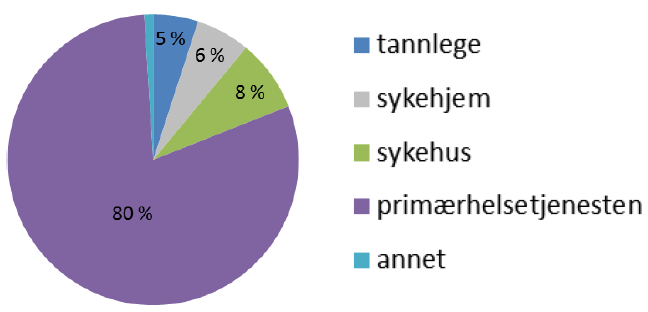 5 %
6 %
8 %
80 %
tannlege
sykehjem
sykehus
primærhelsetjenesten
annet